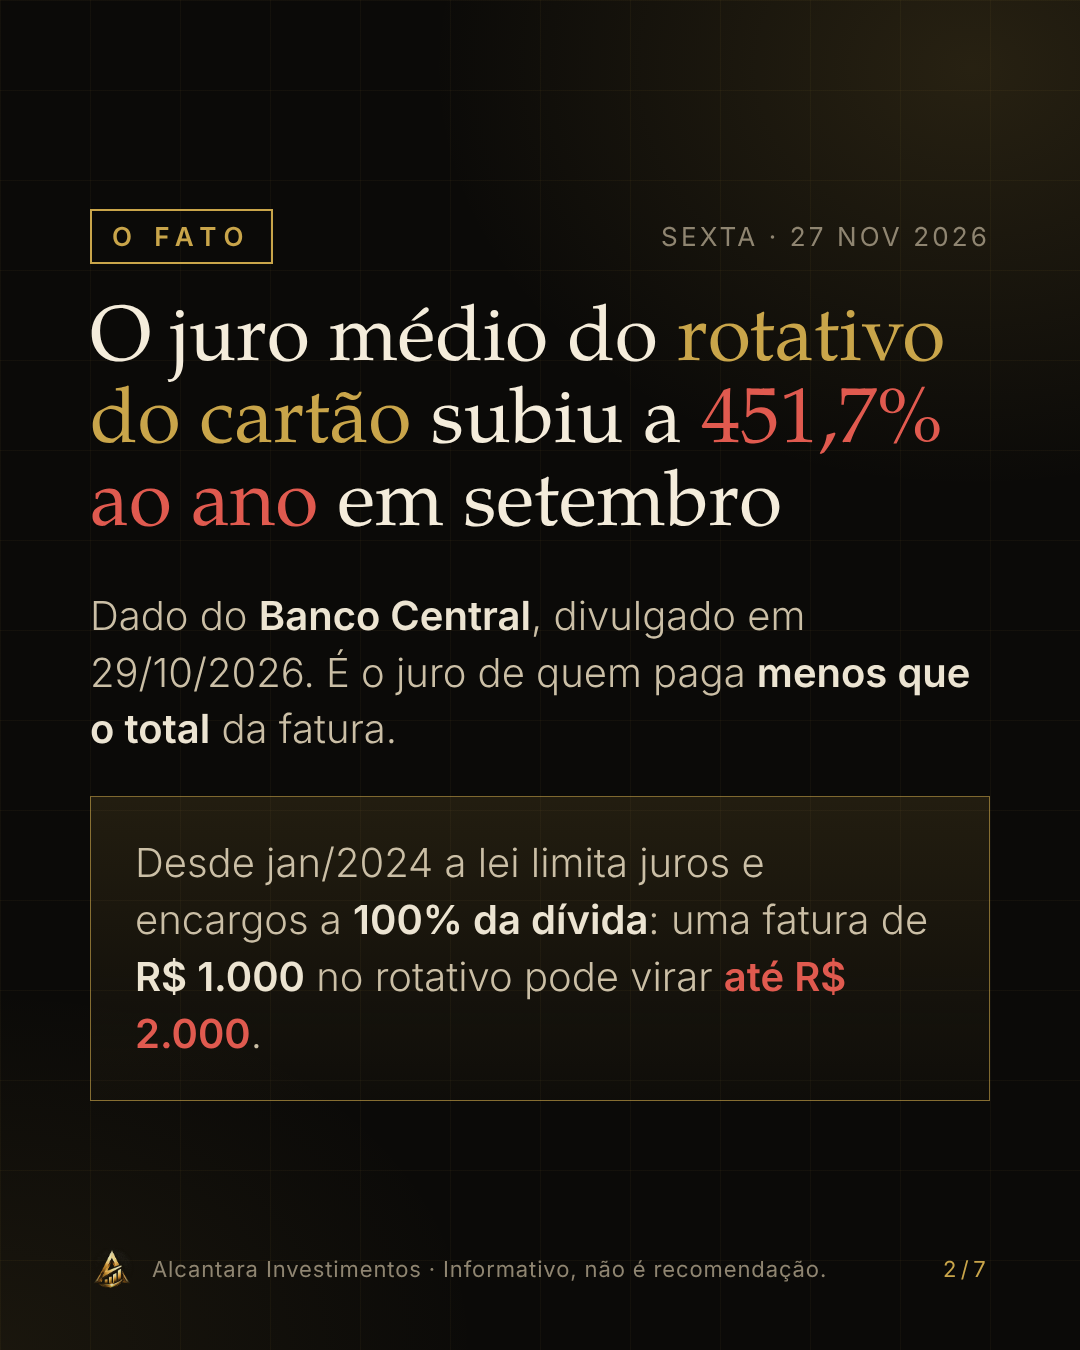 O FATO
SEXTA · 27 NOV 2026
O juro médio do rotativo
do cartão subiu a 451,7%
ao ano em setembro
Dado do Banco Central, divulgado em
29/10/2026. É o juro de quem paga menos que
o total da fatura.
Desde jan/2024 a lei limita juros e
encargos a 100% da dívida: uma fatura de
R$ 1.000 no rotativo pode virar até R$
2.000.
Alcantara Investimentos · Informativo, não é recomendação.
2/7